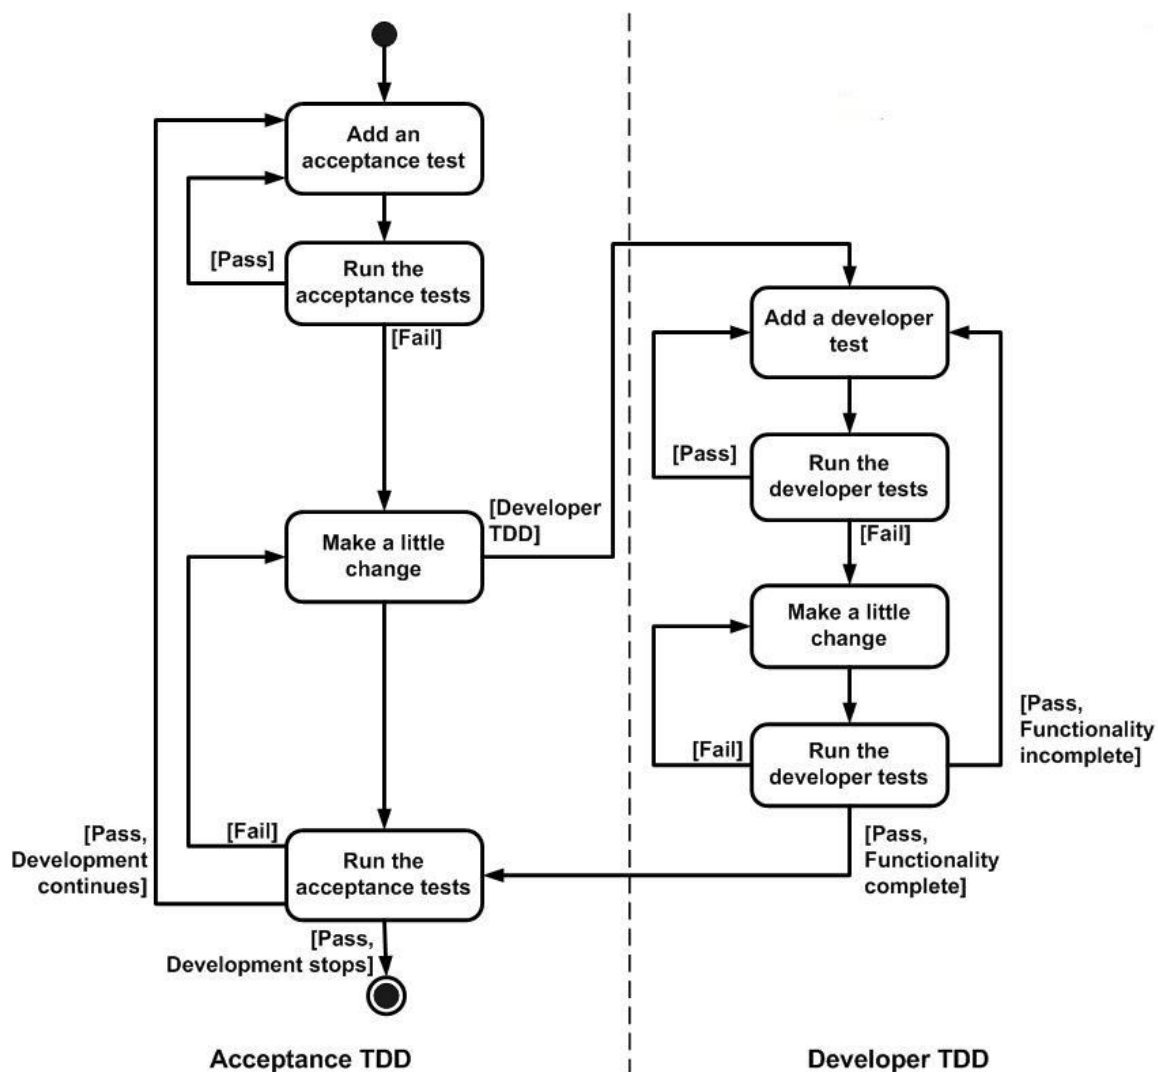 Add an
acceptance test
[Pass]
Run the
acceptance tests
[Fail]
[Developer
TDD]
Make a little
change
[Fail]
[Pass,
Development
continues]
Run the
acceptance tests
[Pass,
Development stops]
Acceptance TDD
Add a developer
test
[Pass]
Run the
developer tests
[Fail]
Make a little
change
[Fail]
Run the
developer tests
[Pass,
Functionality
incomplete]
[Pass,
Functionality
complete]
Developer TDD